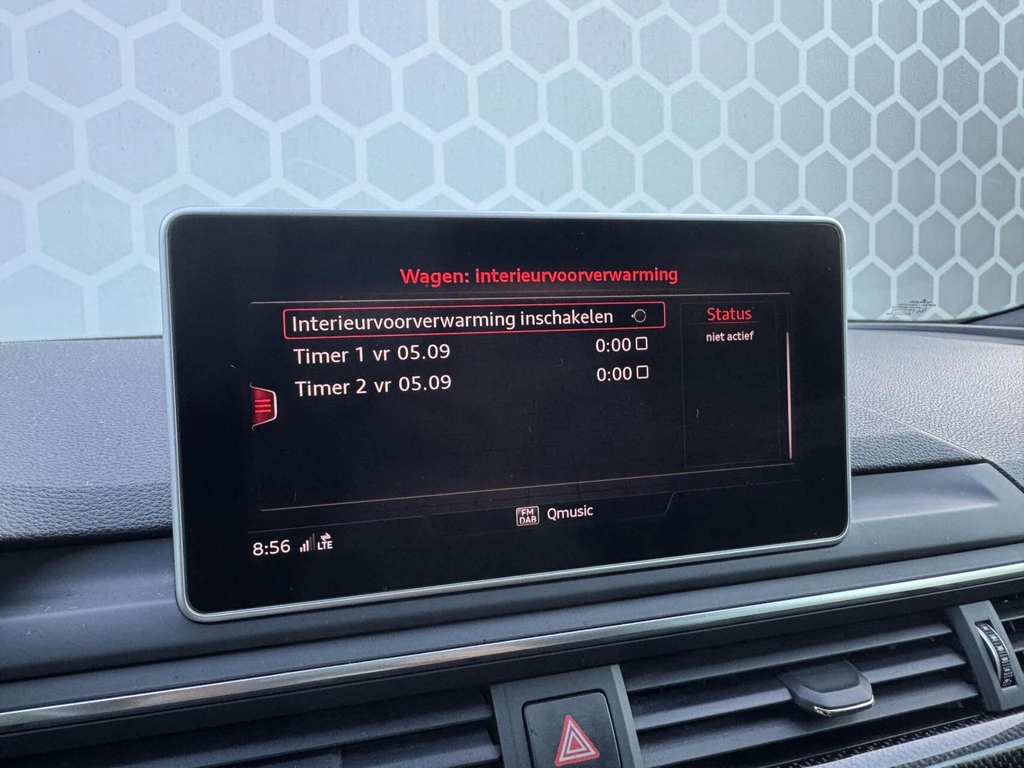 Wagen: interieurvoorverwarming
Interieurvoorverwarming inschakelen
Status
niet actief
Timer 1 vr 05.09 0:00
Timer 2 vr 05.09 0:00
FM DAB Qmusic
8:56 LTE